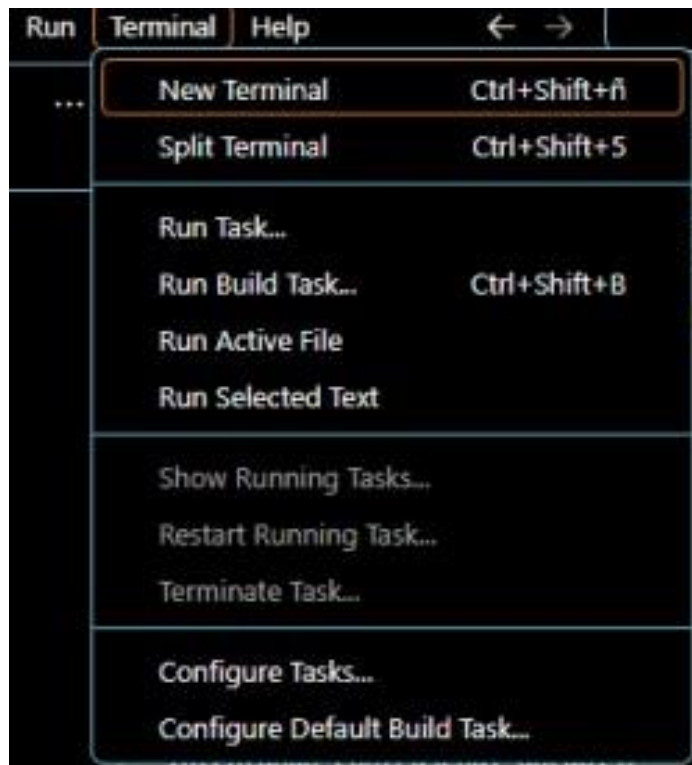 Run Terminal Help ← →
... New Terminal Ctrl+Shift+ñ
Split Terminal Ctrl+Shift+5
Run Task...
Run Build Task... Ctrl+Shift+B
Run Active File
Run Selected Text
Show Running Tasks...
Restart Running Task...
Terminate Task...
Configure Tasks...
Configure Default Build Task...